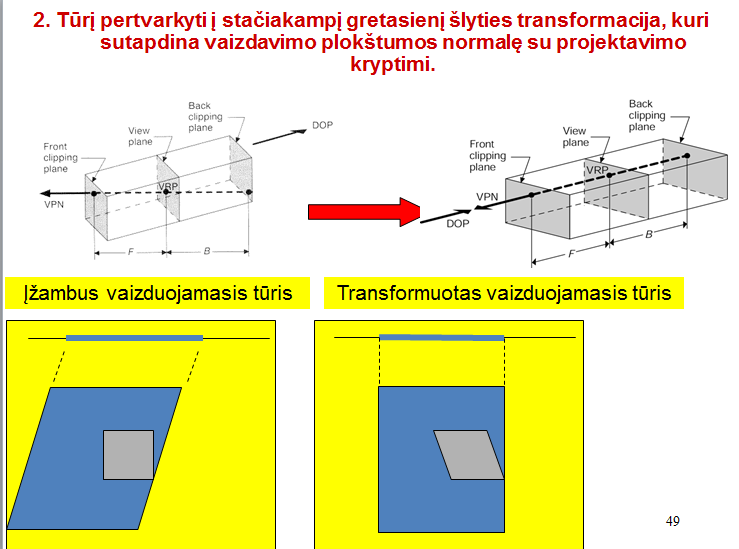 2. Tūrį pertvarkyti į stačiakampį gretasienį šlyties transformacija, kuri
sutapdina vaizdavimo plokštumos normalę su projektavimo
kryptimi.
Front
clipping
plane
View
plane
Back
clipping
plane
DOP
VRP
VPN
F
B
Front
clipping
plane
View
plane
Back
clipping
plane
VRP
VPN
DOP
F
B
Įžambus vaizduojamasis tūris
Transformuotas vaizduojamasis tūris
49